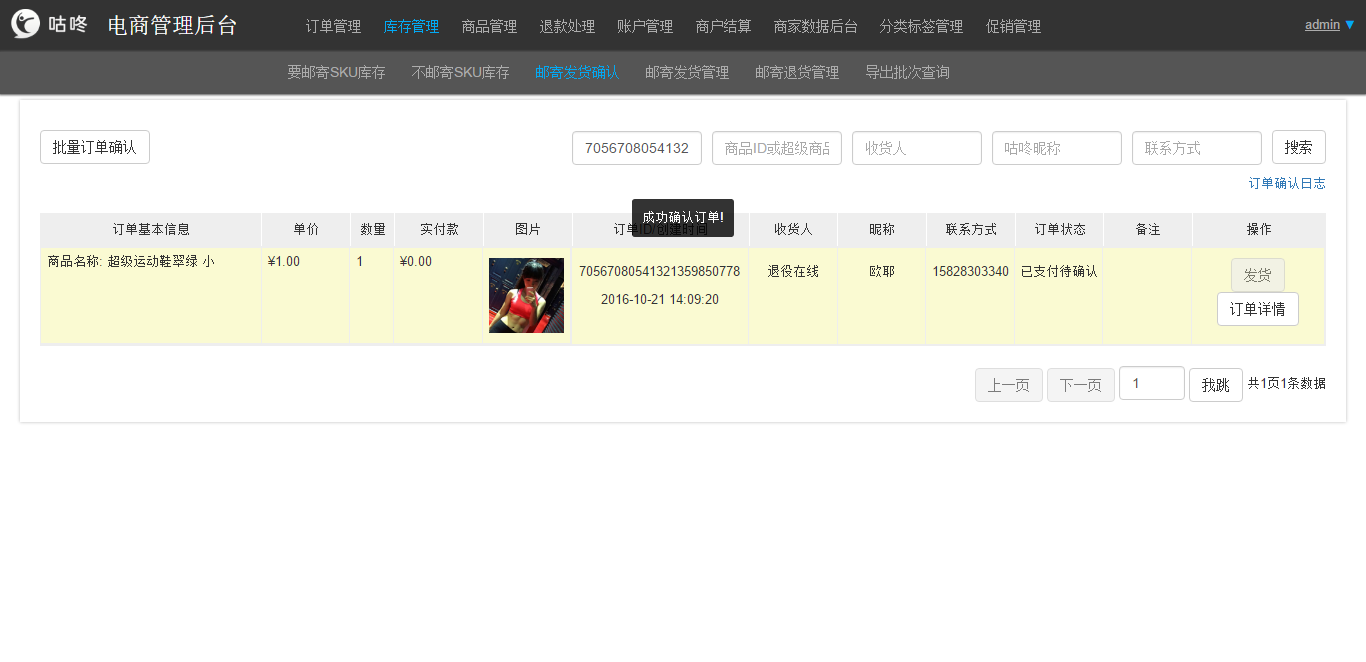 咕咚 电商管理后台 订单管理 库存管理 商品管理 退款处理 账户管理 商户结算 商家数据后台 分类标签管理 促销管理 admin
要邮寄SKU库存 不邮寄SKU库存 邮寄发货确认 邮寄发货管理 邮寄退货管理 导出批次查询
批量订单确认 7056708054132 商品ID或超级商品 收货人 咕咚昵称 联系方式 搜索
订单确认日志
成功确认订单!
订单基本信息 单价 数量 实付款 图片 订单ID/创建时间 收货人 昵称 联系方式 订单状态 备注 操作
商品名称: 超级运动鞋翠绿 小 ¥1.00 1 ¥0.00 70567080541321359850778 退役在线 欧耶 15828303340 已支付待确认 发货
2016-10-21 14:09:20 订单详情
上一页 下一页 1 我跳 共1页1条数据